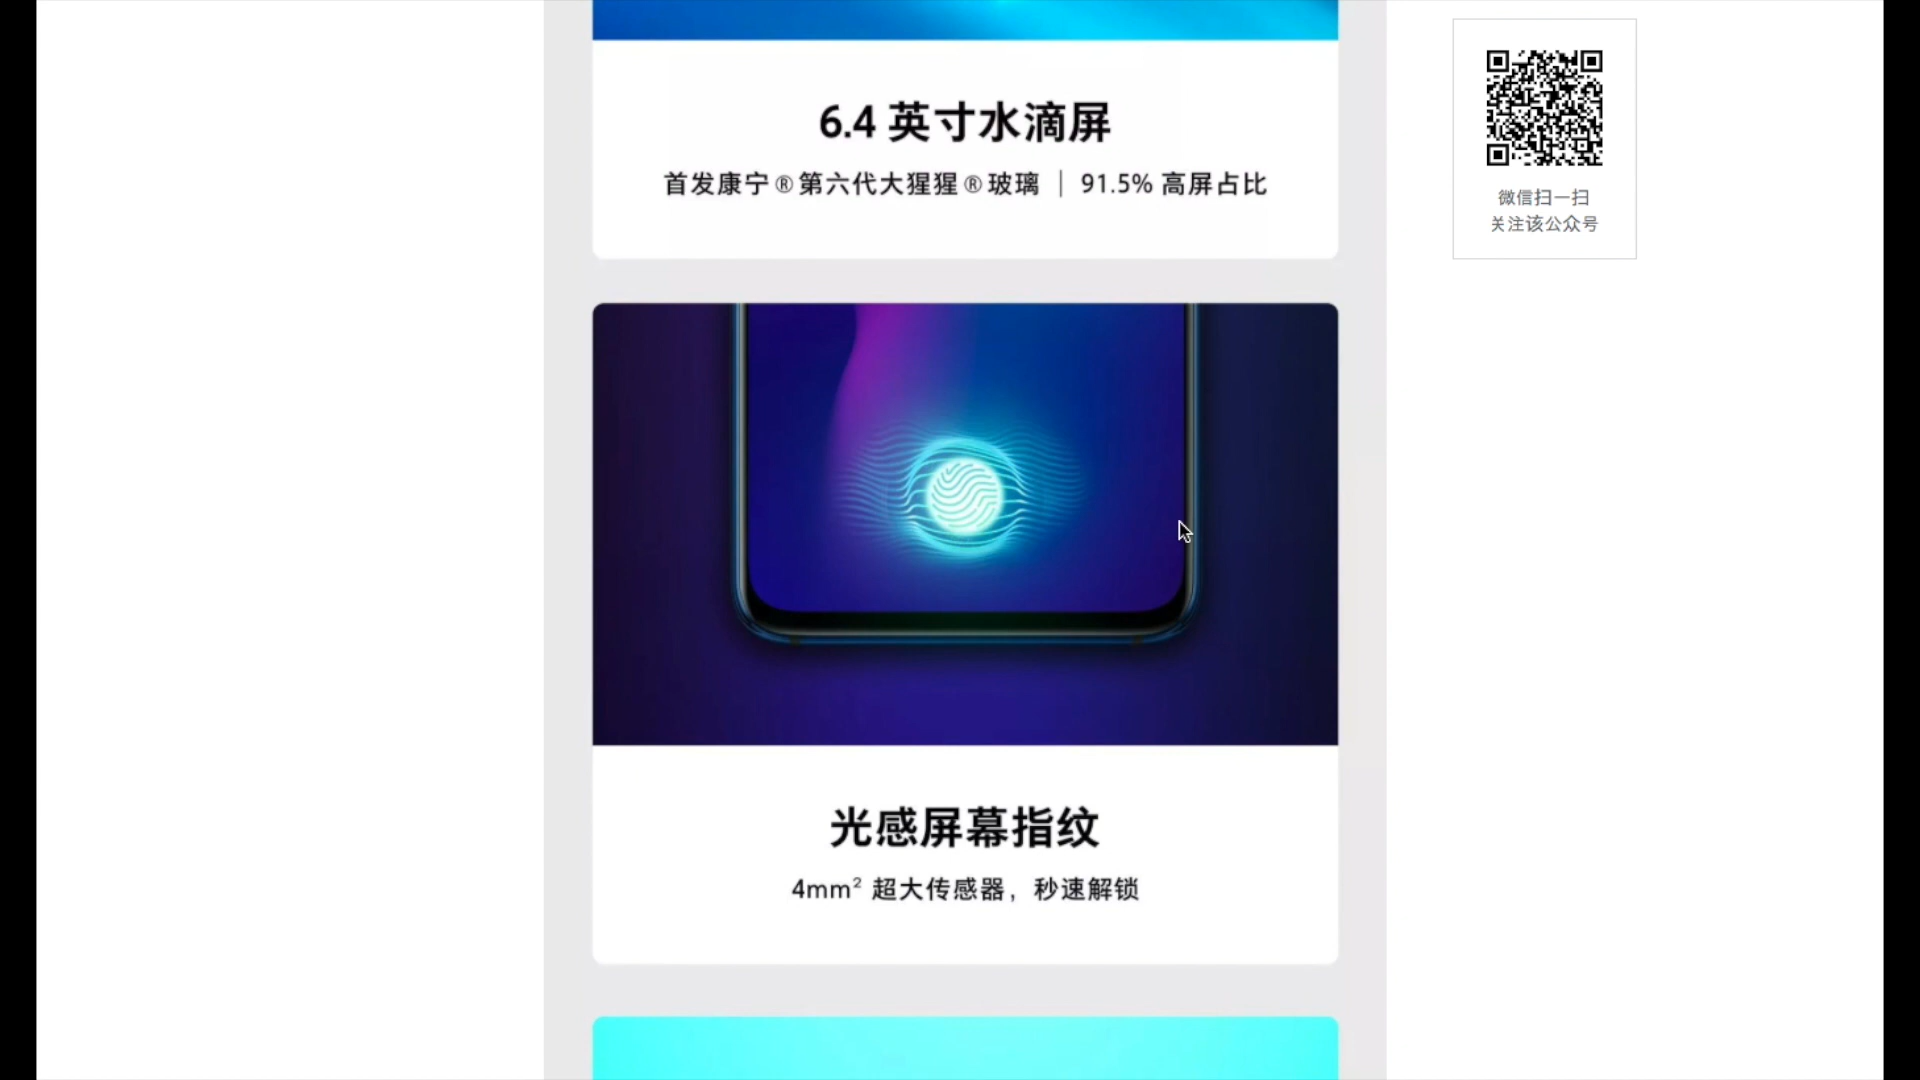 6.4 英寸水滴屏
首发康宁®第六代大猩猩®玻璃｜91.5% 高屏占比
微信扫一扫
关注该公众号
光感屏幕指纹
4mm² 超大传感器，秒速解锁